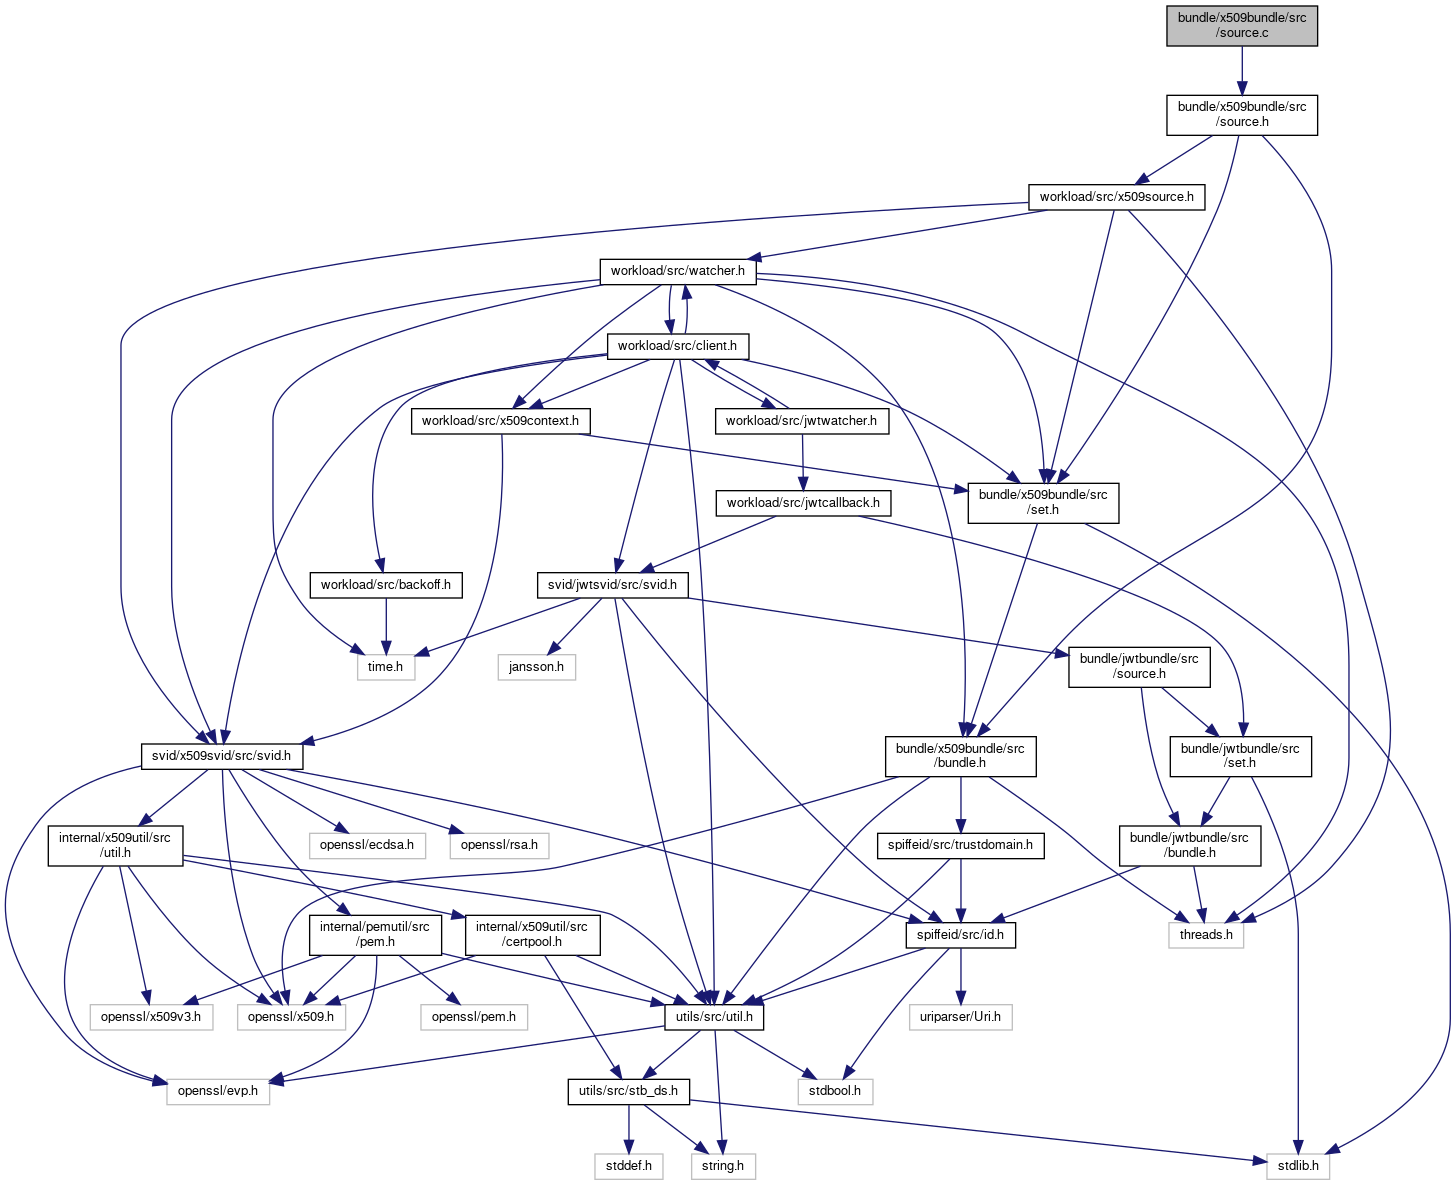 bundle/x509bundle/src
/source.c
bundle/x509bundle/src
/source.h
workload/src/x509source.h
workload/src/watcher.h
workload/src/client.h
workload/src/x509context.h
workload/src/jwtwatcher.h
workload/src/jwtcallback.h
bundle/x509bundle/src
/set.h
workload/src/backoff.h
svid/jwtsvid/src/svid.h
time.h
jansson.h
bundle/jwtbundle/src
/source.h
svid/x509svid/src/svid.h
bundle/x509bundle/src
/bundle.h
bundle/jwtbundle/src
/set.h
internal/x509util/src
/util.h
openssl/ecdsa.h
openssl/rsa.h
spiffeid/src/trustdomain.h
bundle/jwtbundle/src
/bundle.h
internal/pemutil/src
/pem.h
internal/x509util/src
/certpool.h
spiffeid/src/id.h
threads.h
openssl/x509v3.h
openssl/x509.h
openssl/pem.h
utils/src/util.h
uriparser/Uri.h
openssl/evp.h
utils/src/stb_ds.h
stdbool.h
stddef.h
string.h
stdlib.h